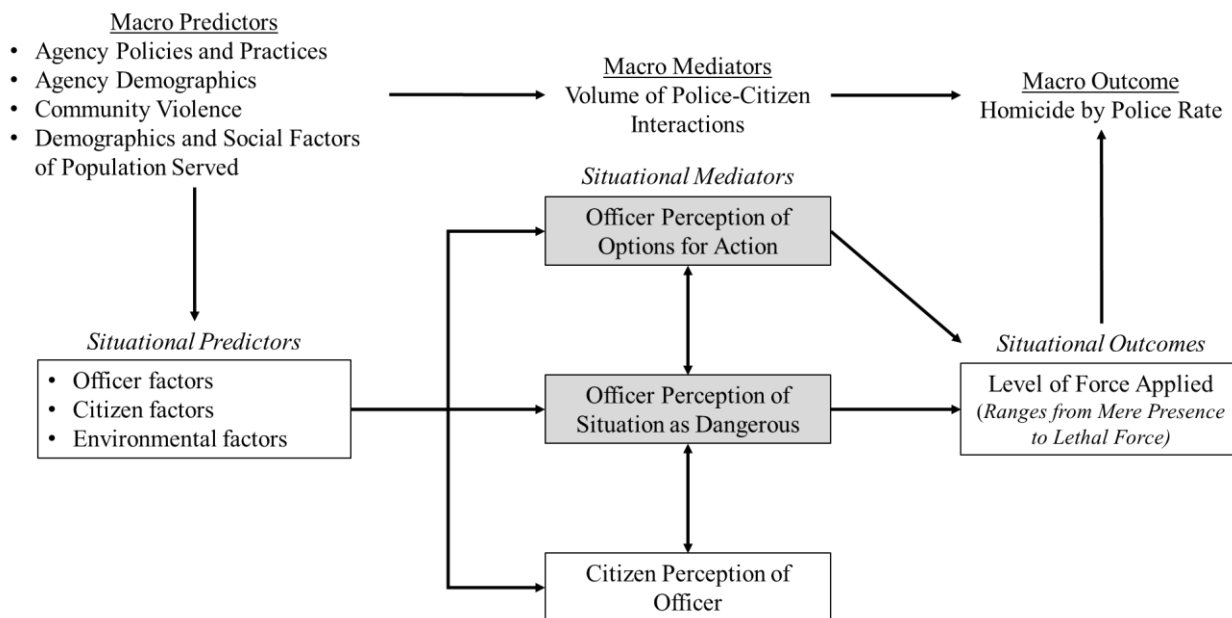 Macro Predictors
• Agency Policies and Practices
• Agency Demographics
• Community Violence
• Demographics and Social Factors
of Population Served
Macro Mediators
Volume of Police-Citizen
Interactions
Macro Outcome
Homicide by Police Rate
Situational Mediators
Officer Perception of
Options for Action
Situational Predictors
• Officer factors
• Citizen factors
• Environmental factors
Officer Perception of
Situation as Dangerous
Situational Outcomes
Level of Force Applied
(Ranges from Mere Presence
to Lethal Force)
Citizen Perception of
Officer